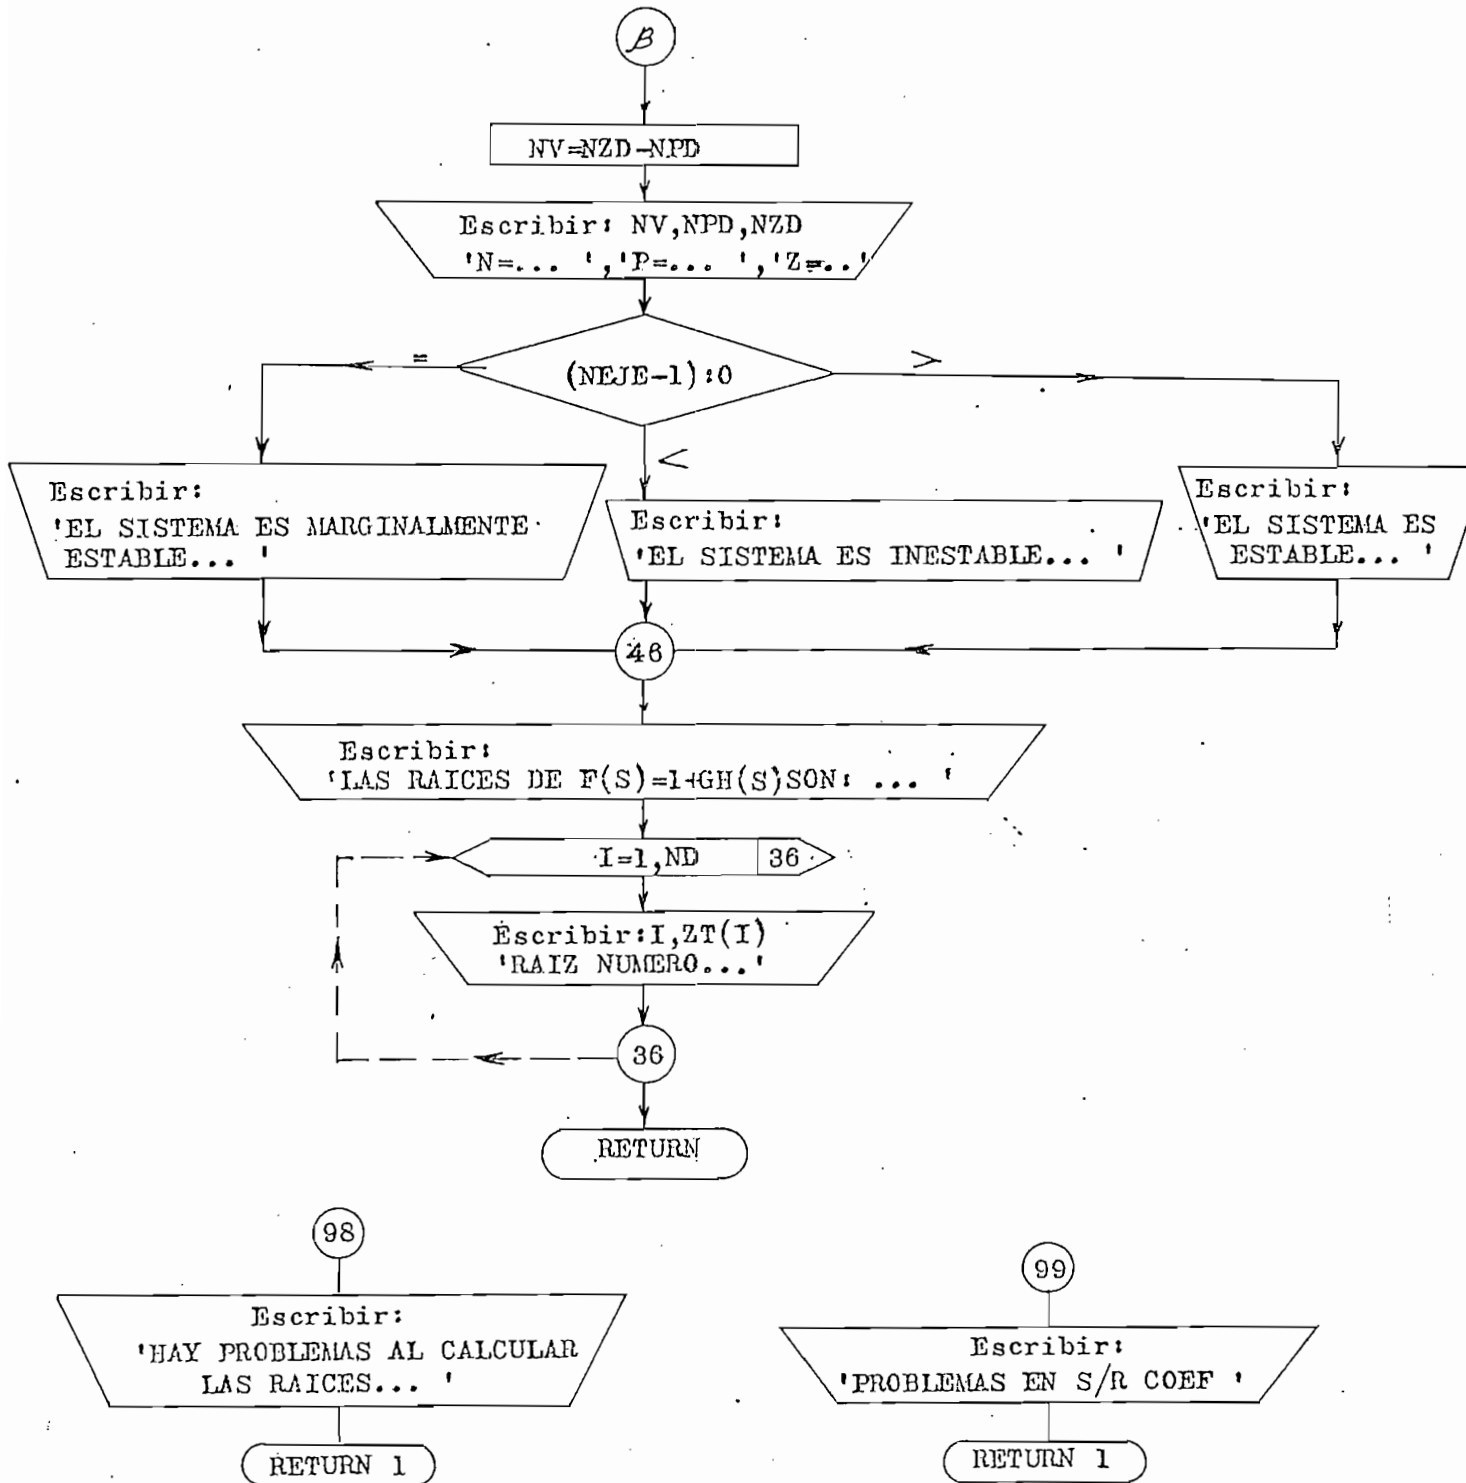 B
NV=NZD-NPD
Escribir: NV,NPD,NZD
'N=... ','P=... ','Z=..'
(NEJE-1):0
=
>
<
Escribir:
'EL SISTEMA ES MARGINALMENTE
ESTABLE... '
Escribir:
'EL SISTEMA ES INESTABLE... '
Escribir:
'EL SISTEMA ES
ESTABLE... '
46
Escribir:
'LAS RAICES DE F(S)=1+GH(S)SON: ... '
I=1,ND 36
Escribir:I,ZT(I)
'RAIZ NUMERO...'
36
RETURN
98
Escribir:
'HAY PROBLEMAS AL CALCULAR
LAS RAICES... '
RETURN 1
99
Escribir:
'PROBLEMAS EN S/R COEF '
RETURN 1